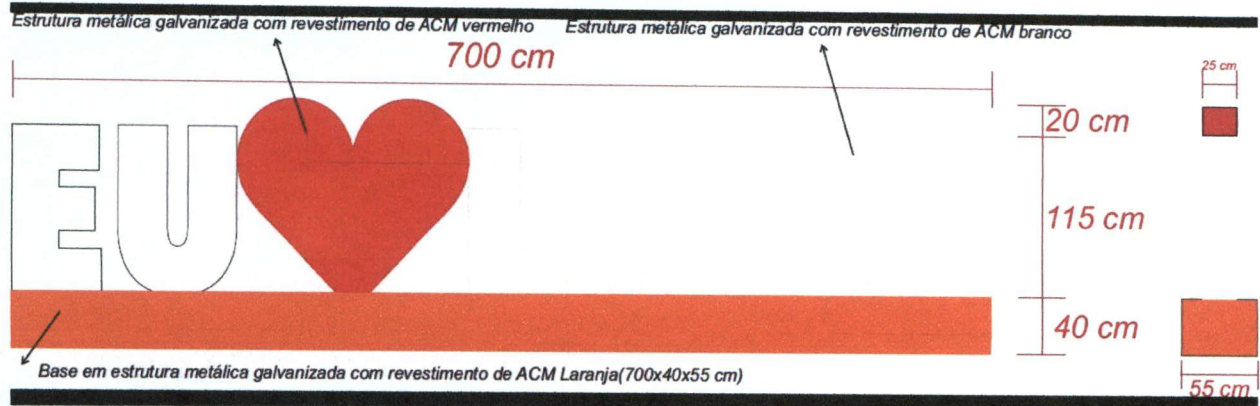 Estrutura metálica galvanizada com revestimento de ACM vermelho
Estrutura metálica galvanizada com revestimento de ACM branco
700 cm
25 cm
20 cm
EU
115 cm
40 cm
Base em estrutura metálica galvanizada com revestimento de ACM Laranja(700x40x55 cm)
55 cm